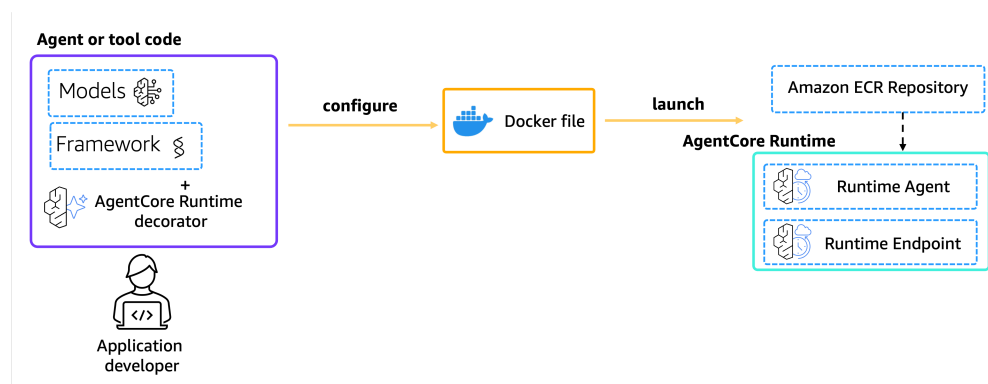 Agent or tool code
Models
Framework
+
AgentCore Runtime
decorator
</>
Application
developer
configure
Docker file
launch
Amazon ECR Repository
AgentCore Runtime
Runtime Agent
Runtime Endpoint